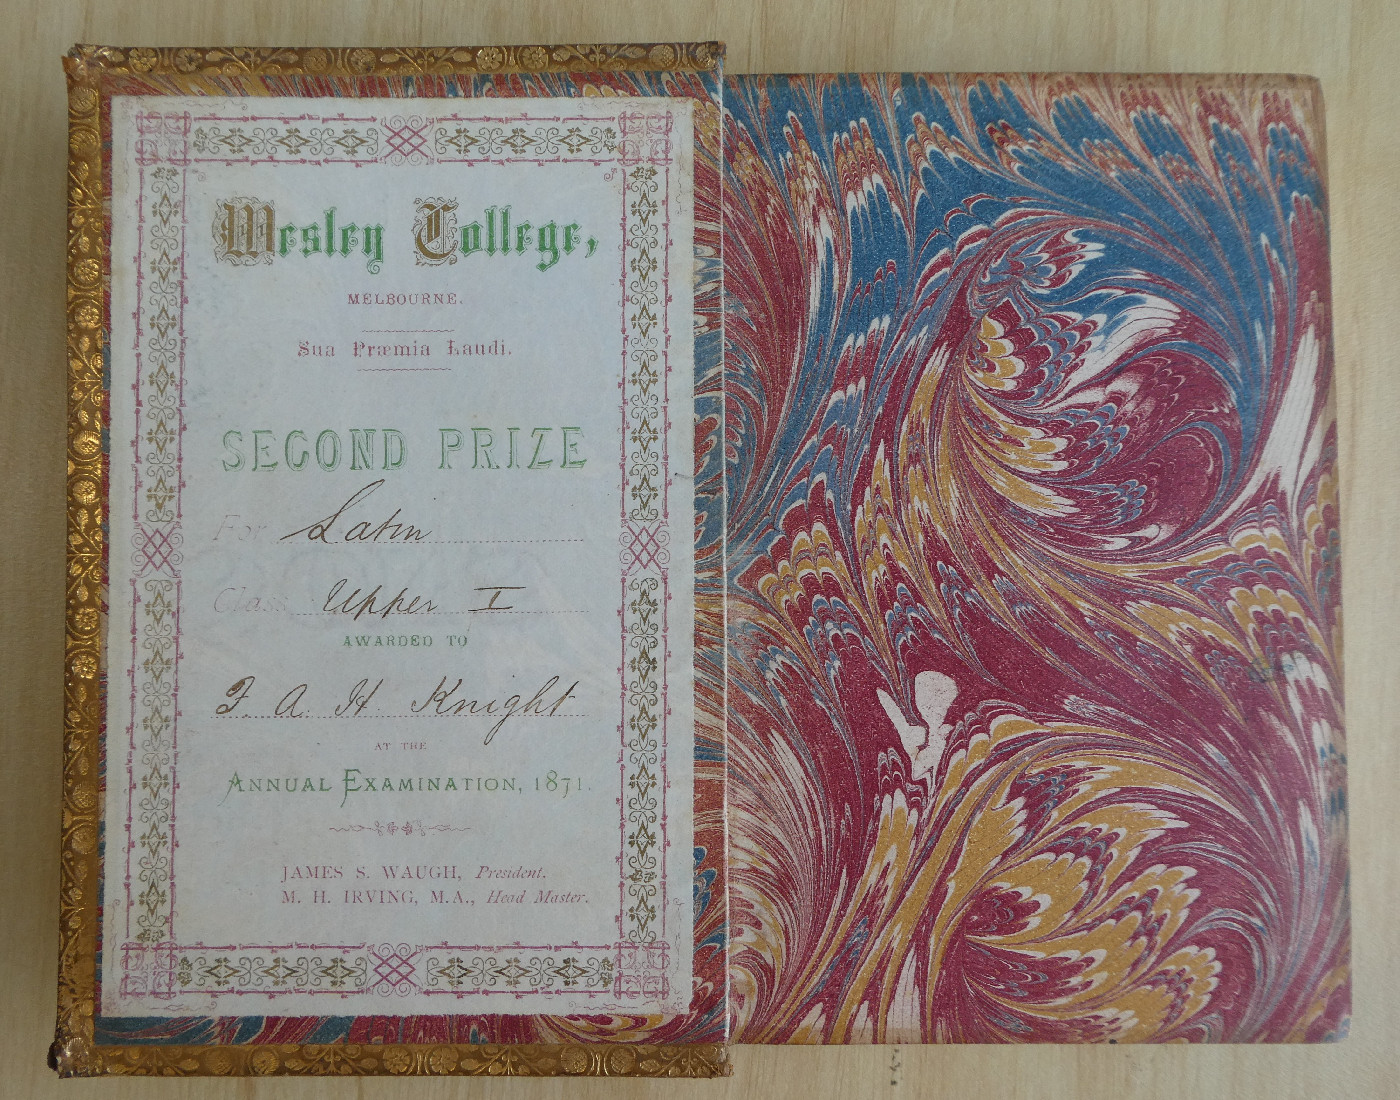 Wesley College,
MELBOURNE.
Sua Præmia Laudi.
SECOND PRIZE
For Latin
Class Upper I
AWARDED TO
F. A. H. Knight
AT THE
ANNUAL EXAMINATION, 1871.
JAMES S. WAUGH, President.
M. H. IRVING, M.A., Head Master.